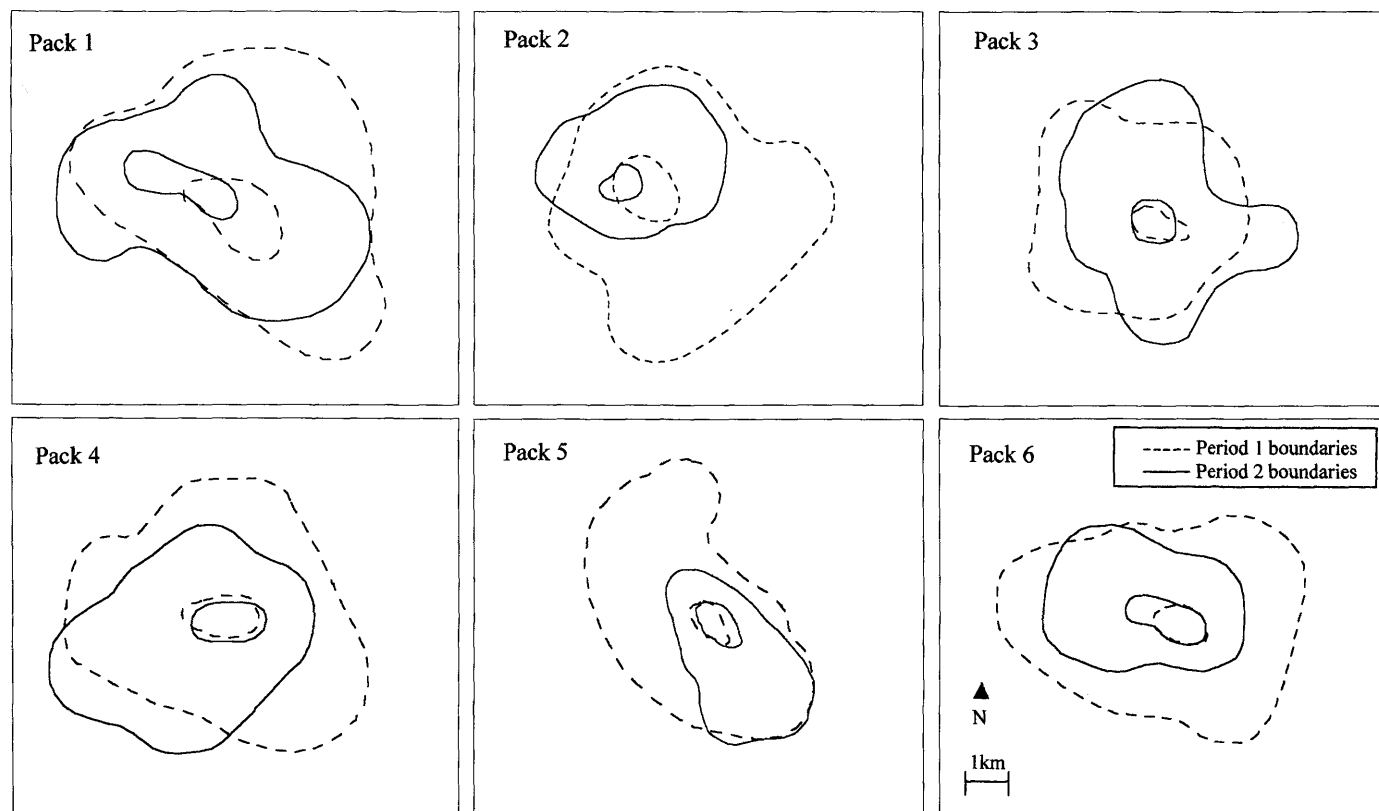 Pack 1
Pack 2
Pack 3
Pack 4
Pack 5
Pack 6
Period 1 boundaries
Period 2 boundaries
N
1km